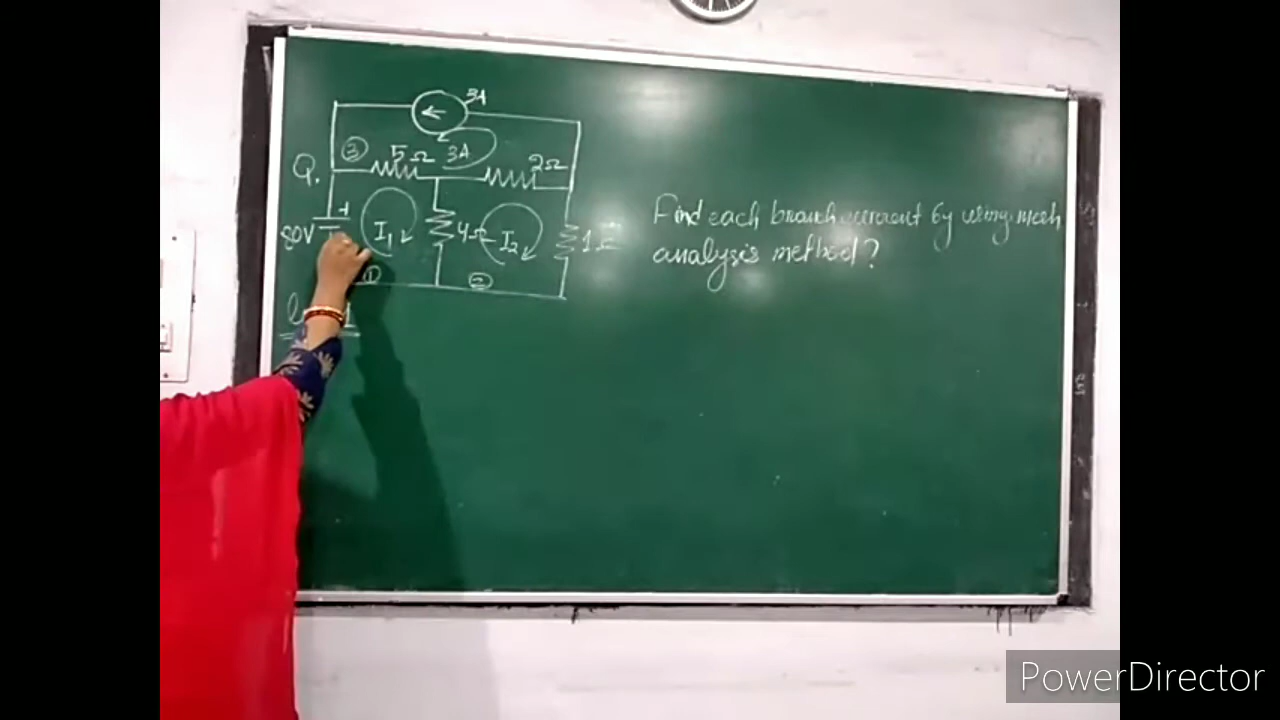 3A
③ 5Ω 3A 2Ω
Q.
+
80V I₁ 4Ω I₂ 1Ω
① ②
Find each branch current by using mesh
analysis method?
PowerDirector